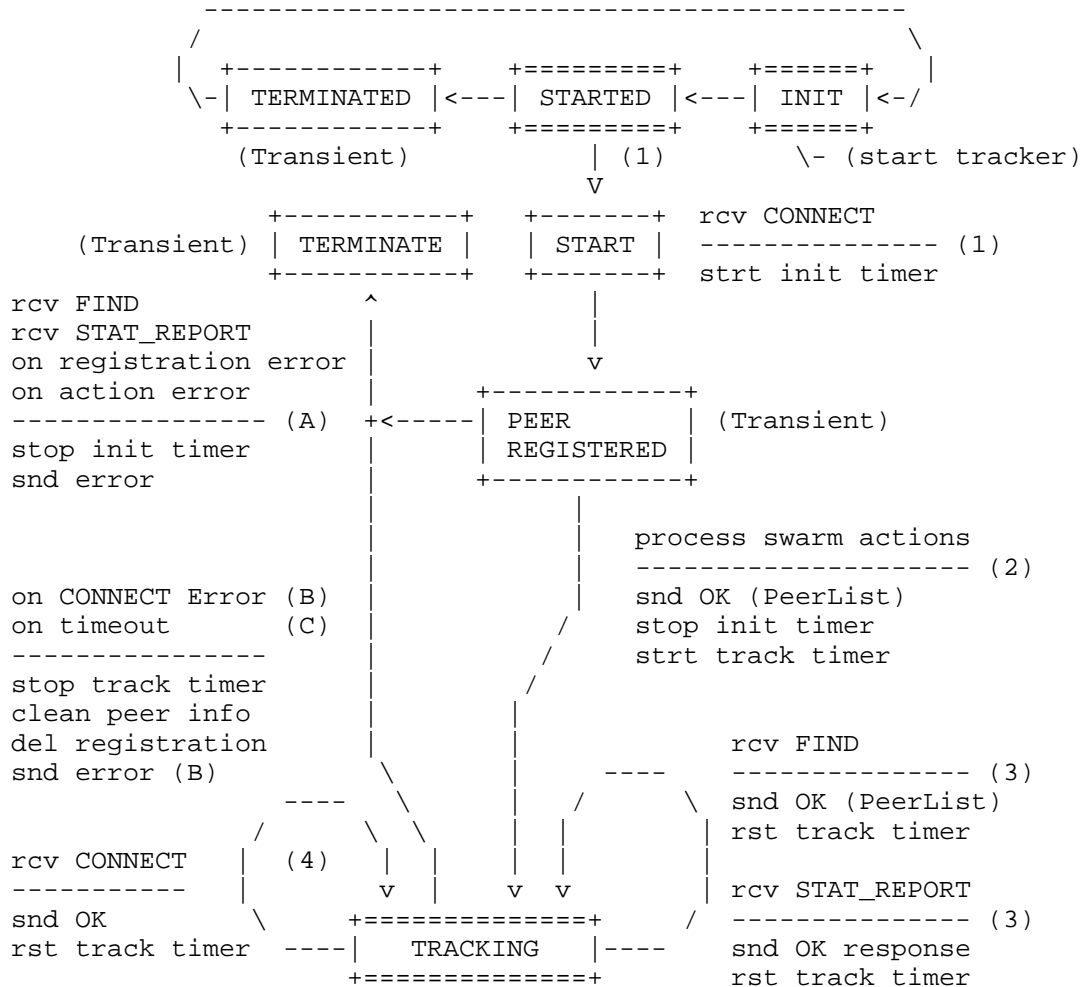 TERMINATED STARTED INIT
(Transient) (1) (start tracker)
rcv CONNECT
(Transient) TERMINATE START (1)
strt init timer
rcv FIND
rcv STAT_REPORT
on registration error
on action error
(A) PEER (Transient)
stop init timer REGISTERED
snd error
process swarm actions
(2)
on CONNECT Error (B) snd OK (PeerList)
on timeout (C) stop init timer
strt track timer
stop track timer
clean peer info
del registration rcv FIND
snd error (B) (3)
snd OK (PeerList)
rst track timer
rcv CONNECT (4)
rcv STAT_REPORT
snd OK (3)
rst track timer TRACKING snd OK response
rst track timer